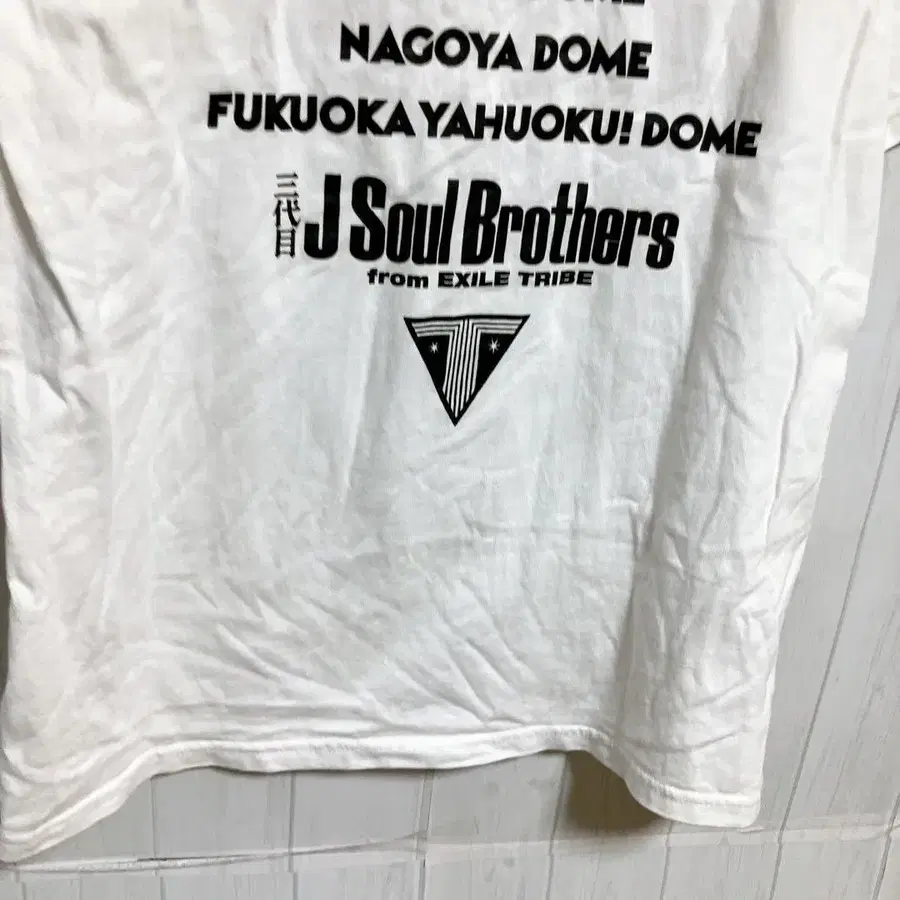 NAGOYA DOME
FUKUOKA YAHUOKU! DOME
三代目 J Soul Brothers
from EXILE TRIBE